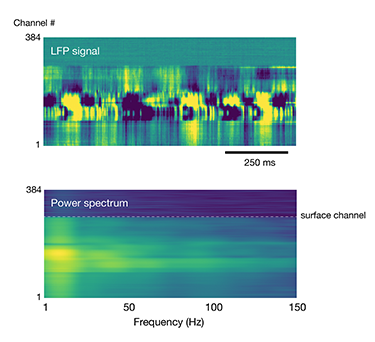 Channel #
384
LFP signal
1
250 ms
384
Power spectrum
surface channel
1
1 50 100 150
Frequency (Hz)